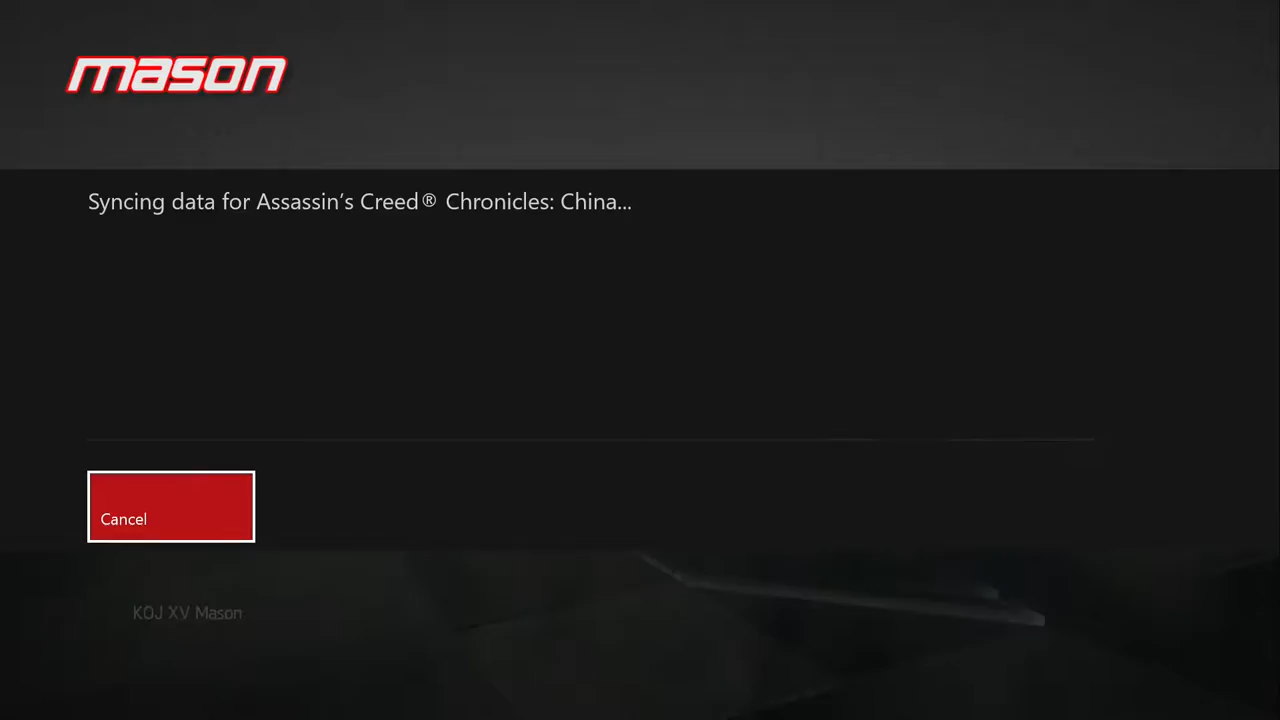 mason
Syncing data for Assassin’s Creed® Chronicles: China...
Cancel
KOJ XV Mason